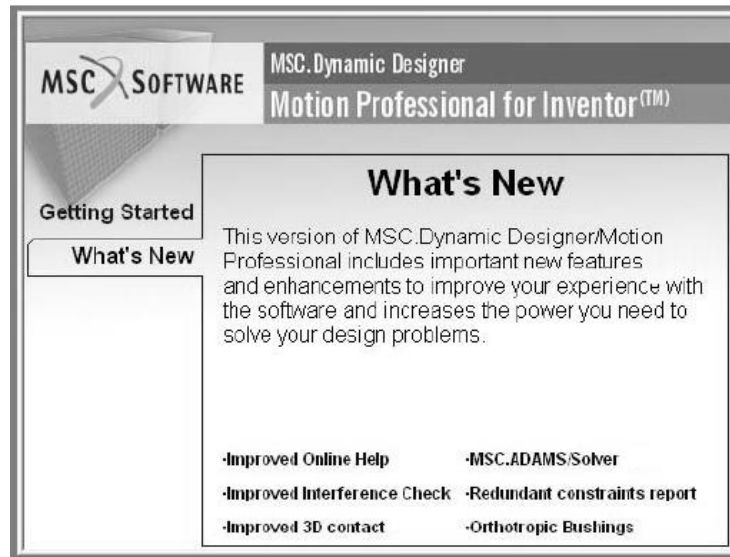 MSC SOFTWARE
MSC.Dynamic Designer
Motion Professional for Inventor(TM)
Getting Started
What's New
What's New
This version of MSC.Dynamic Designer/Motion
Professional includes important new features
and enhancements to improve your experience with
the software and increases the power you need to
solve your design problems.
·Improved Online Help
·MSC.ADAMS/Solver
·Improved Interference Check
·Redundant constraints report
·Improved 3D contact
·Orthotropic Bushings